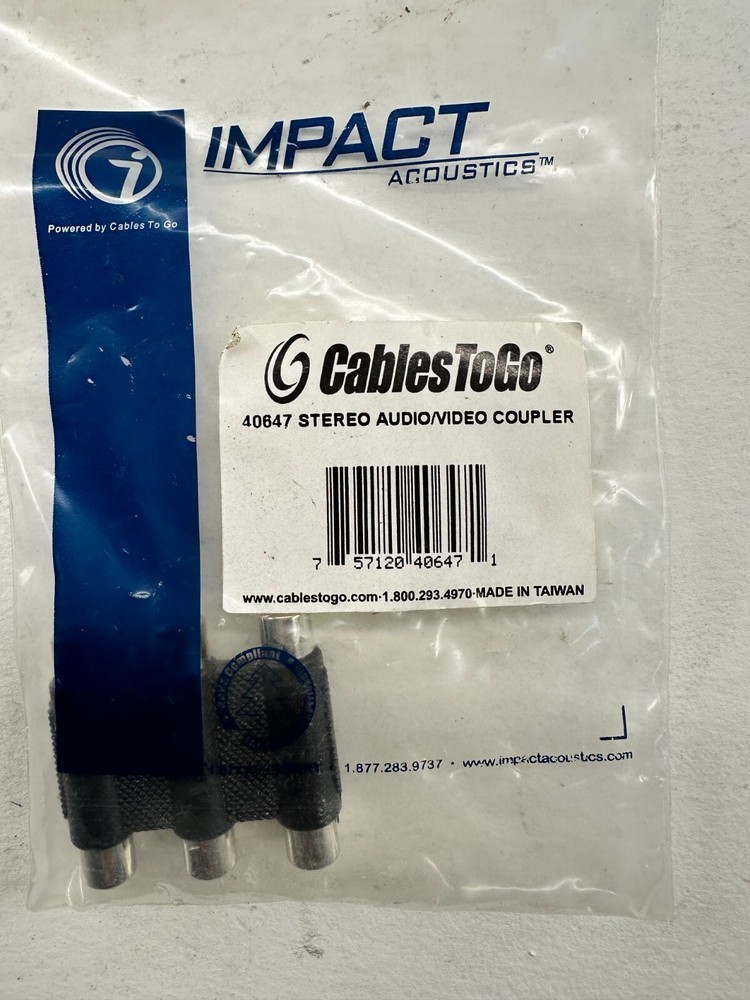 IMPACT
ACOUSTICS™
Powered by Cables To Go
CablesToGo®
40647 STEREO AUDIO/VIDEO COUPLER
7 57120 40647 1
www.cablestogo.com·1.800.293.4970·MADE IN TAIWAN
Compliant
1.877.283.9737 · www.impactacoustics.com